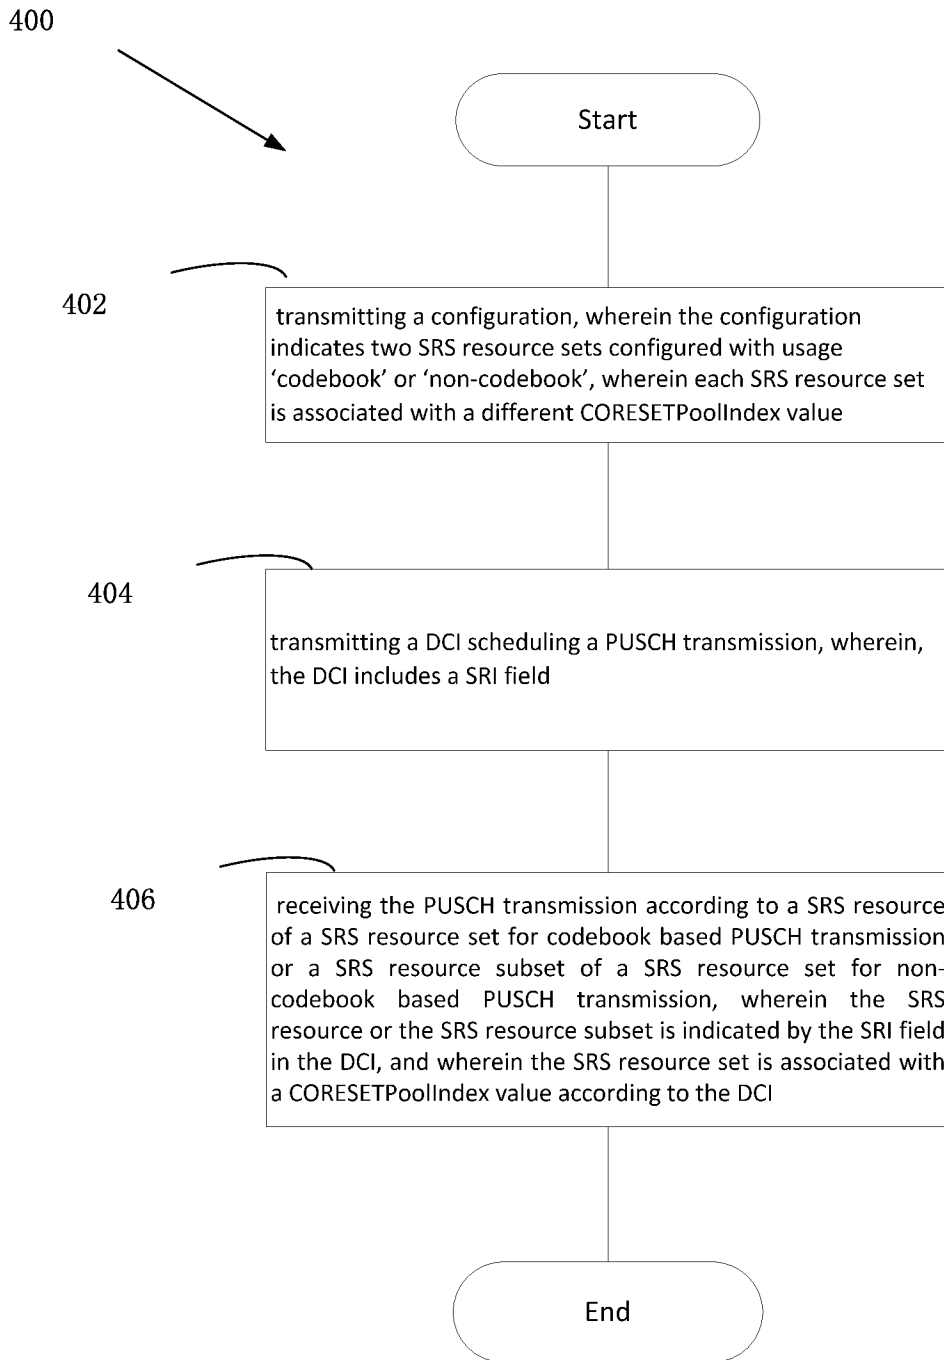 400
Start
402
transmitting a configuration, wherein the configuration
indicates two SRS resource sets configured with usage
‘codebook’ or ‘non-codebook’, wherein each SRS resource set
is associated with a different CORESETPoolIndex value
404
transmitting a DCI scheduling a PUSCH transmission, wherein,
the DCI includes a SRI field
406
receiving the PUSCH transmission according to a SRS resource
of a SRS resource set for codebook based PUSCH transmission
or a SRS resource subset of a SRS resource set for non-
codebook based PUSCH transmission, wherein the SRS
resource or the SRS resource subset is indicated by the SRI field
in the DCI, and wherein the SRS resource set is associated with
a CORESETPoolIndex value according to the DCI
End